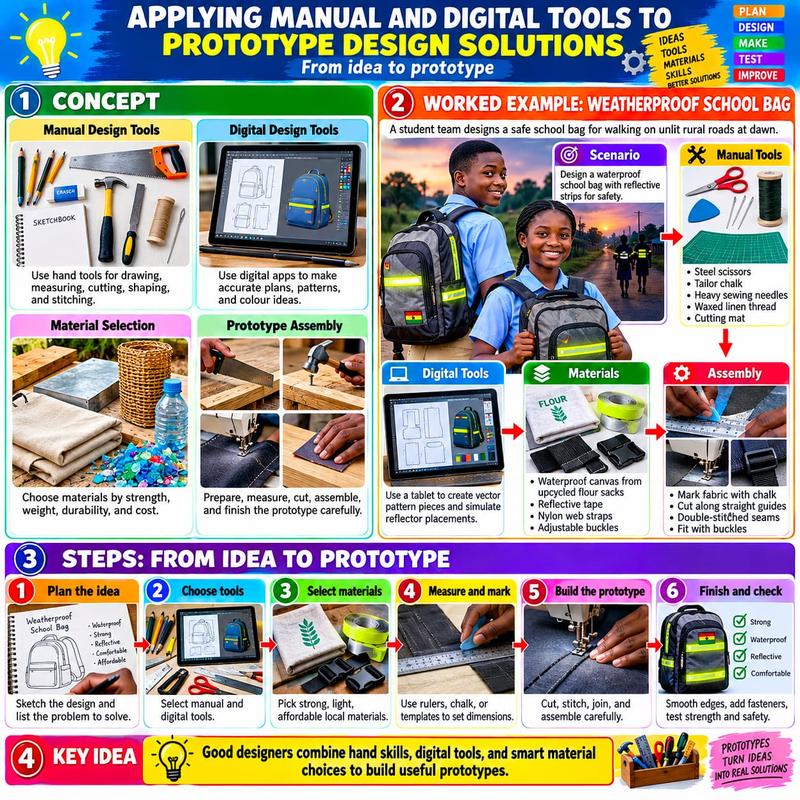 APPLYING MANUAL AND DIGITAL TOOLS TO
PROTOTYPE DESIGN SOLUTIONS
From idea to prototype
IDEAS
TOOLS
MATERIALS
SKILLS
BETTER SOLUTIONS
PLAN
DESIGN
MAKE
TEST
IMPROVE
1 CONCEPT
Manual Design Tools
ERASCH
SKETCHBOOK
Use hand tools for drawing,
measuring, cutting, shaping,
and stitching.
Digital Design Tools
Use digital apps to make
accurate plans, patterns,
and colour ideas.
Material Selection
Choose materials by strength,
weight, durability, and cost.
Prototype Assembly
Prepare, measure, cut, assemble,
and finish the prototype carefully.
2 WORKED EXAMPLE: WEATHERPROOF SCHOOL BAG
A student team designs a safe school bag for walking on unlit rural roads at dawn.
Scenario
Design a waterproof
school bag with reflective
strips for safety.
Manual Tools
• Steel scissors
• Tailor chalk
• Heavy sewing needles
• Waxed linen thread
• Cutting mat
Digital Tools
Use a tablet to create vector
pattern pieces and simulate
reflector placements.
Materials
FLOUR
• Waterproof canvas from
upcycled flour sacks
• Reflective tape
• Nylon web straps
• Adjustable buckles
Assembly
• Mark fabric with chalk
• Cut along straight guides
• Double-stitched seams
• Fit with buckles
3 STEPS: FROM IDEA TO PROTOTYPE
1 Plan the idea
Weatherproof
School Bag
- Waterproof
- Strong
- Reflective
- Comfortable
- Affordable
Sketch the design and
list the problem to solve.
2 Choose tools
Select manual and
digital tools.
3 Select materials
Pick strong, light,
affordable local materials.
4 Measure and mark
Use rulers, chalk, or
templates to set dimensions.
5 Build the prototype
Cut, stitch, join, and
assemble carefully.
6 Finish and check
Strong
Waterproof
Reflective
Comfortable
Smooth edges, add fasteners,
test strength and safety.
4 KEY IDEA
Good designers combine hand skills, digital tools, and smart material
choices to build useful prototypes.
PROTOTYPES
TURN IDEAS
INTO REAL SOLUTIONS